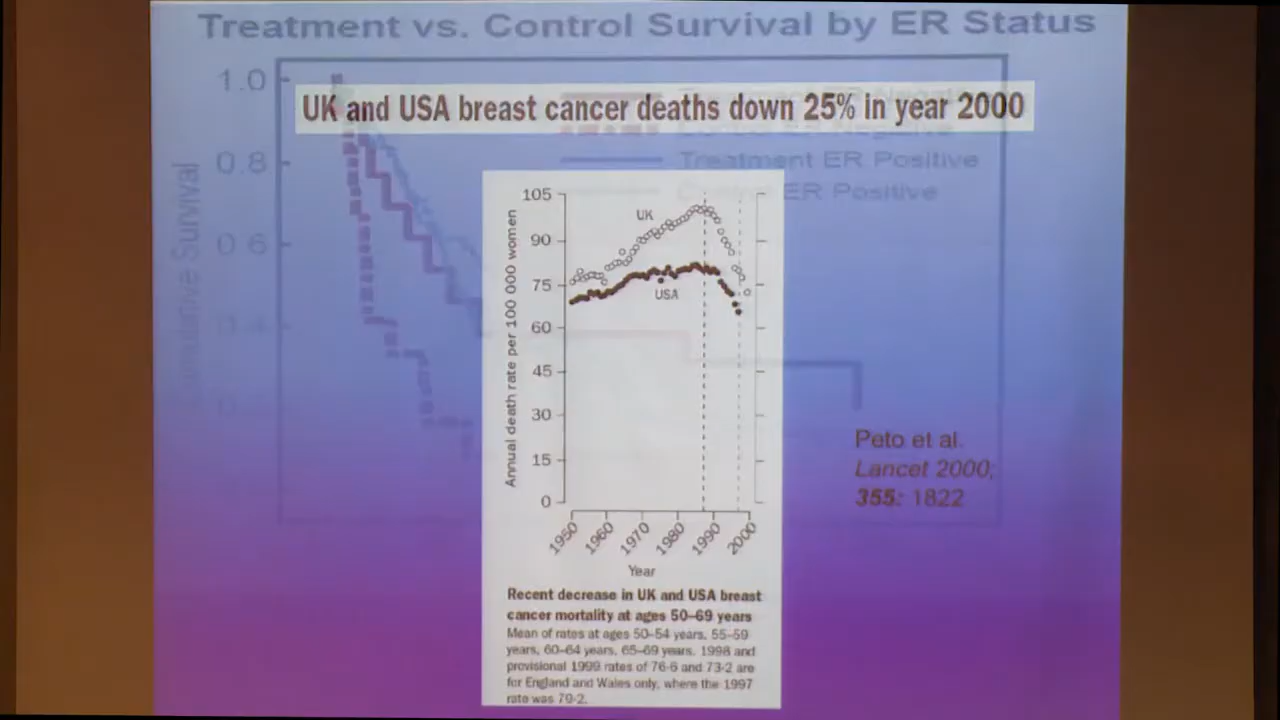 Treatment vs. Control Survival by ER Status
1.0
UK and USA breast cancer deaths down 25% in year 2000
0.8
Treatment ER Positive
ER Positive
Cumulative Survival
0.6
0.4
105
90
75
60
45
30
15
0
Annual death rate per 100 000 women
UK
USA
1950
1960
1970
1980
1990
2000
Year
Peto et al.
Lancet 2000;
355: 1822
Recent decrease in UK and USA breast
cancer mortality at ages 50–69 years
Mean of rates at ages 50–54 years, 55–59
years, 60–64 years, 65–69 years. 1998 and
provisional 1999 rates of 76·6 and 73·2 are
for England and Wales only, where the 1997
rate was 79·2.